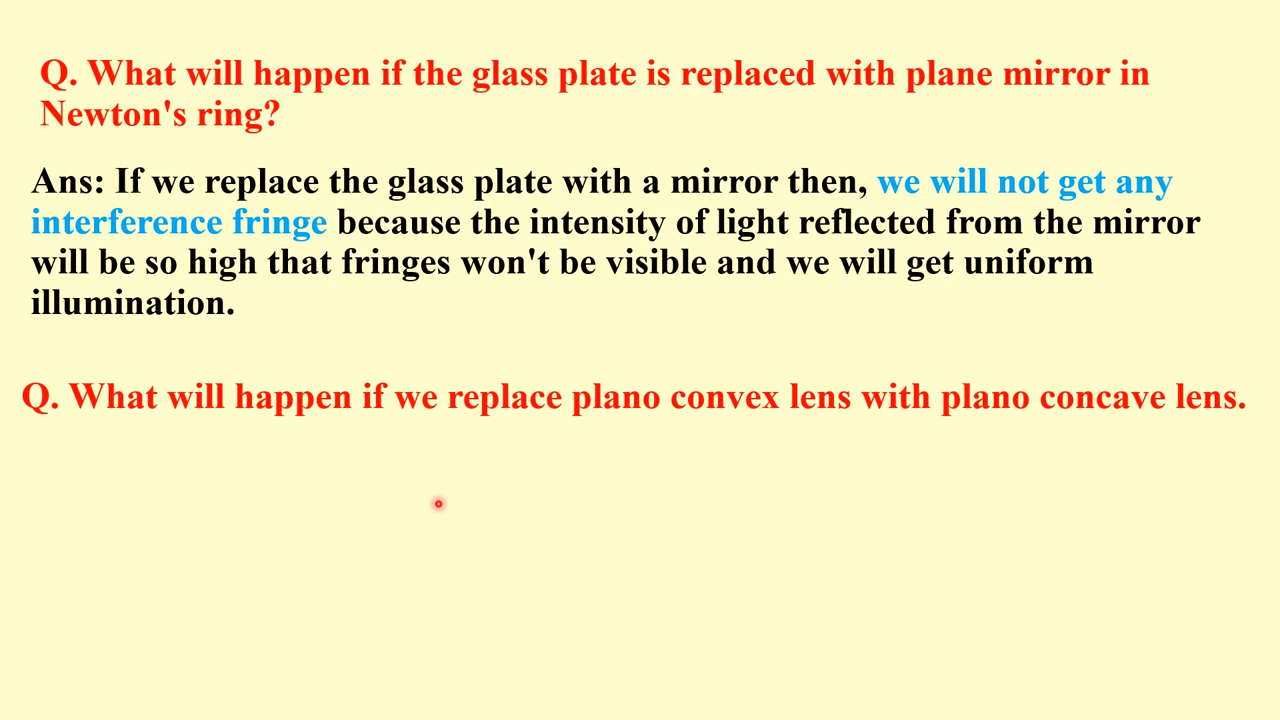 Q. What will happen if the glass plate is replaced with plane mirror in
Newton's ring?
Ans: If we replace the glass plate with a mirror then, we will not get any
interference fringe because the intensity of light reflected from the mirror
will be so high that fringes won't be visible and we will get uniform
illumination.
Q. What will happen if we replace plano convex lens with plano concave lens.